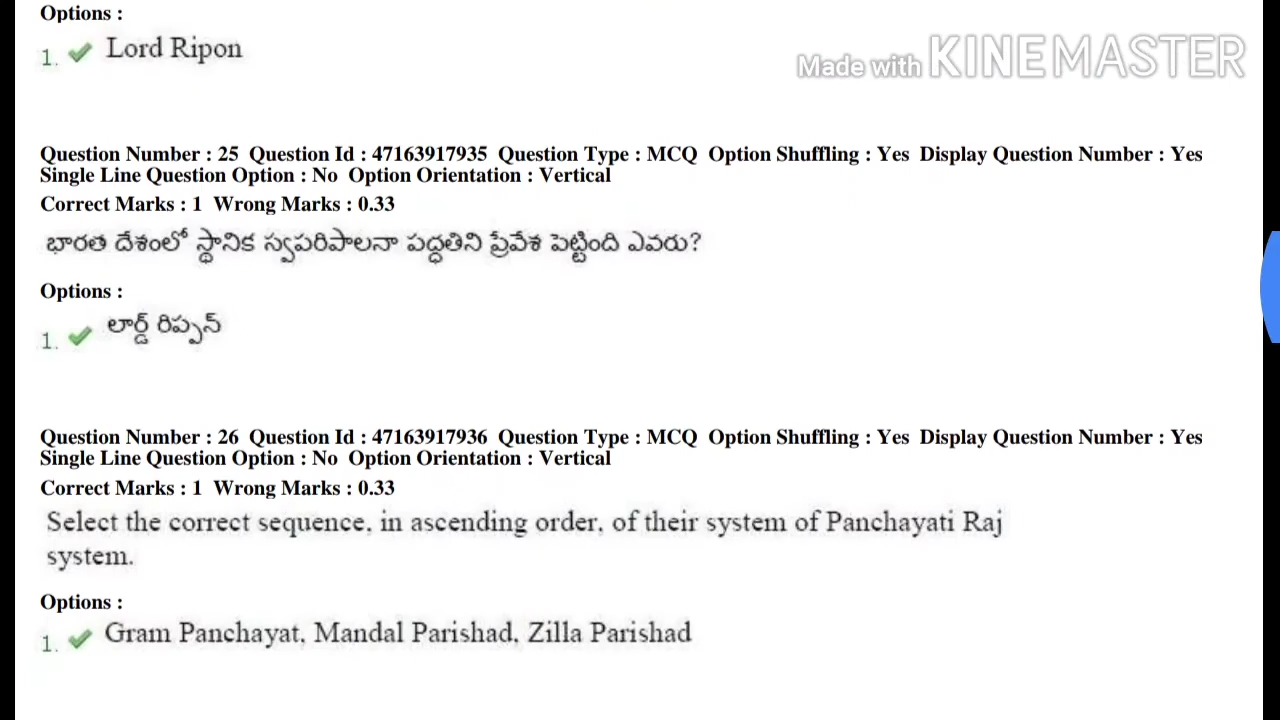 Options :
1. Lord Ripon
Made with KINEMASTER
Question Number : 25 Question Id : 47163917935 Question Type : MCQ Option Shuffling : Yes Display Question Number : Yes
Single Line Question Option : No Option Orientation : Vertical
Correct Marks : 1 Wrong Marks : 0.33
భారత దేశంలో స్థానిక స్వపరిపాలనా పద్ధతిని ప్రేవేశ పెట్టింది ఎవరు?
Options :
1. లార్డ్ రిప్పన్
Question Number : 26 Question Id : 47163917936 Question Type : MCQ Option Shuffling : Yes Display Question Number : Yes
Single Line Question Option : No Option Orientation : Vertical
Correct Marks : 1 Wrong Marks : 0.33
Select the correct sequence, in ascending order, of their system of Panchayati Raj
system.
Options :
1. Gram Panchayat, Mandal Parishad, Zilla Parishad